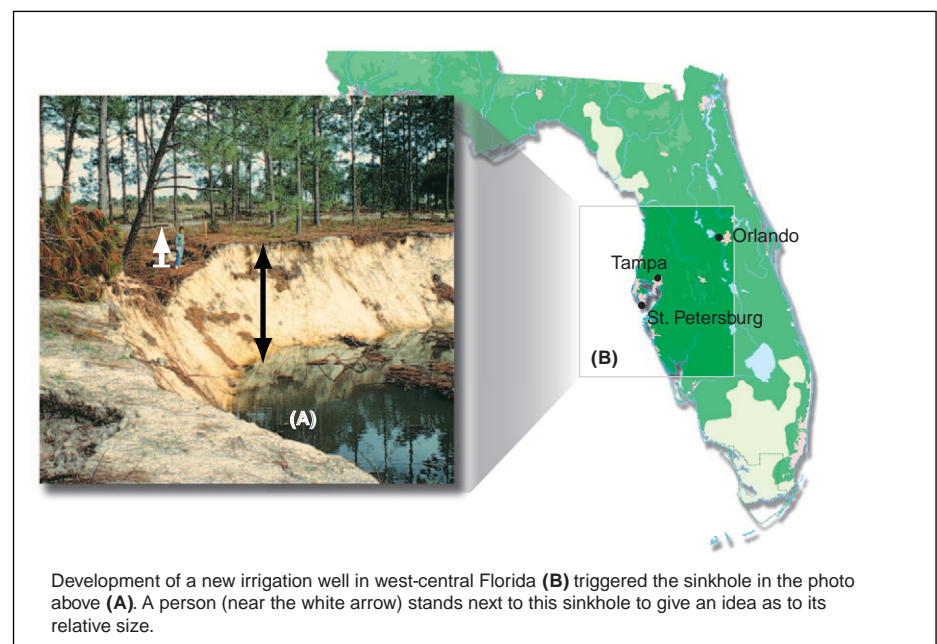 Orlando
Tampa
St. Petersburg
(B)
(A)
Development of a new irrigation well in west-central Florida (B) triggered the sinkhole in the photo
above (A). A person (near the white arrow) stands next to this sinkhole to give an idea as to its
relative size.